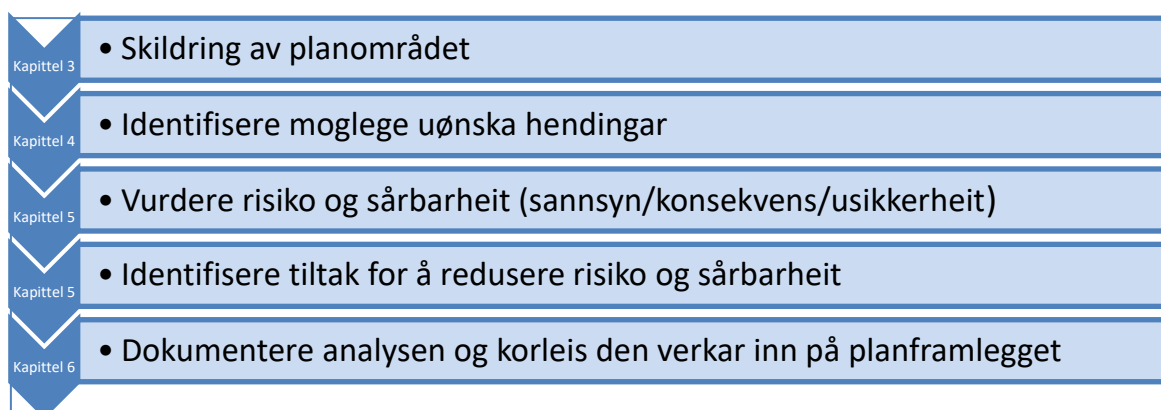 Kapittel 3
• Skildring av planområdet
Kapittel 4
• Identifisere moglege uønska hendingar
Kapittel 5
• Vurdere risiko og sårbarheit (sannsyn/konsekvens/usikkerheit)
Kapittel 5
• Identifisere tiltak for å redusere risiko og sårbarheit
Kapittel 6
• Dokumentere analysen og korleis den verkar inn på planframlegget